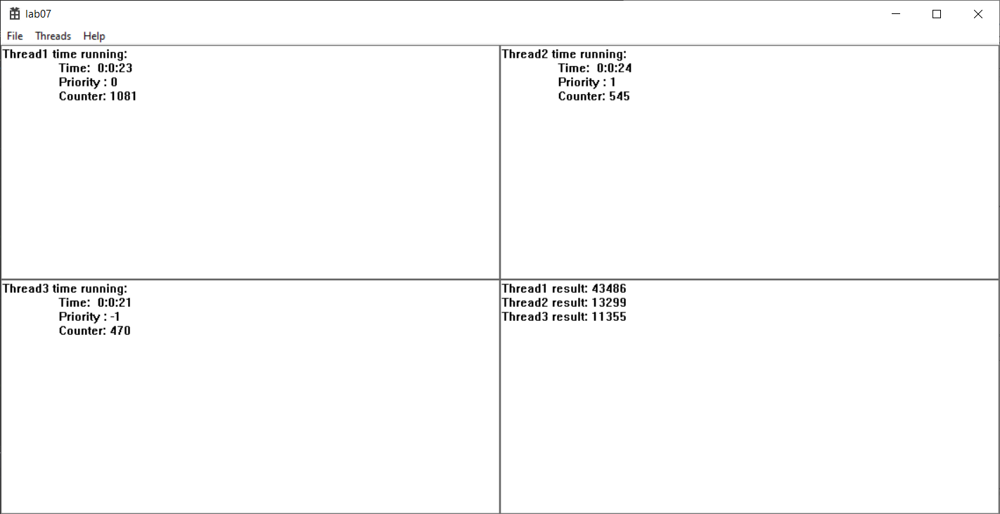 lab07
File Threads Help
Thread1 time running:
Time: 0:0:23
Priority : 0
Counter: 1081
Thread2 time running:
Time: 0:0:24
Priority : 1
Counter: 545
Thread3 time running:
Time: 0:0:21
Priority : -1
Counter: 470
Thread1 result: 43486
Thread2 result: 13299
Thread3 result: 11355